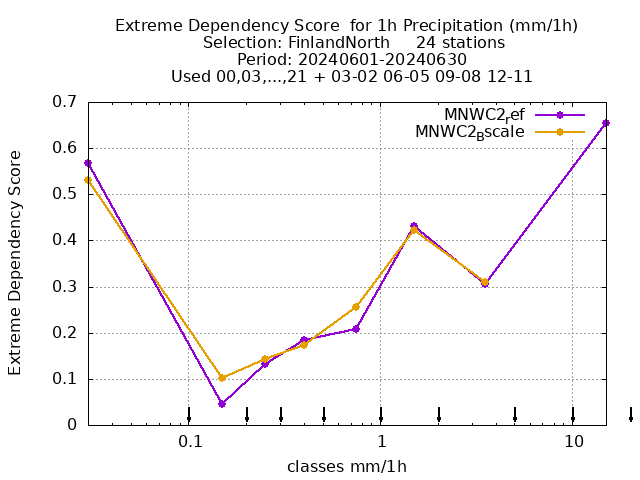 Extreme Dependency Score  for 1h Precipitation (mm/1h)
Selection: FinlandNorth     24 stations
Period: 20240601-20240630
Used 00,03,...,21 + 03-02 06-05 09-08 12-11
MNWC2ref
MNWC2Bscale
0.7
0.6
0.5
0.4
0.3
0.2
0.1
0
Extreme Dependency Score
0.1 1 10
classes mm/1h